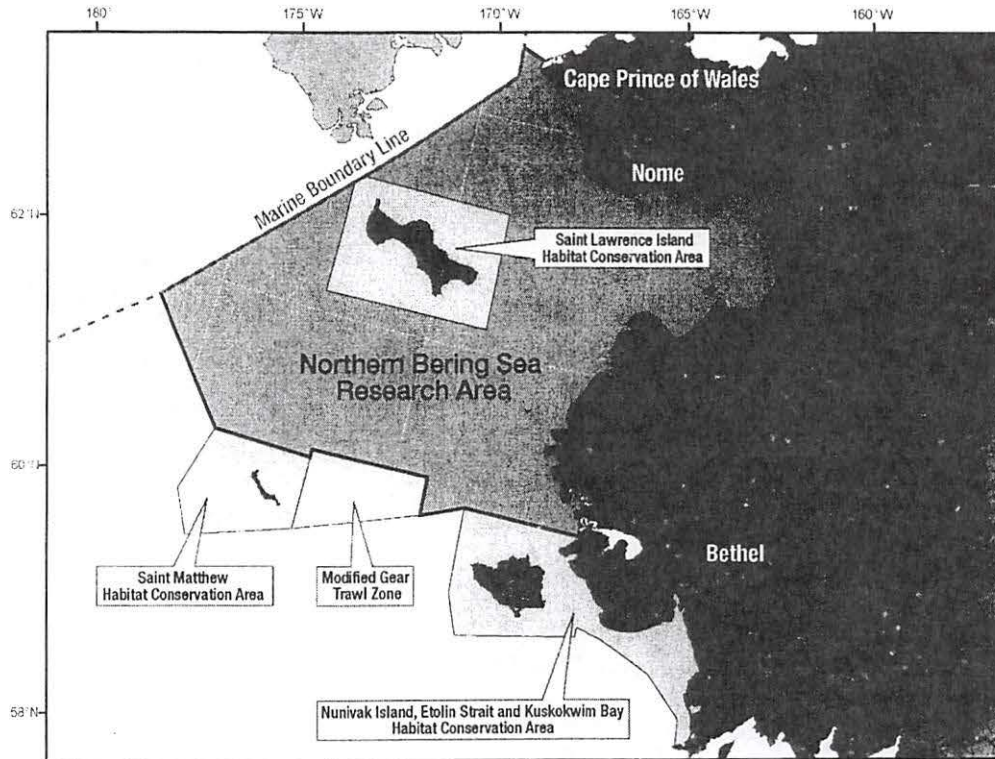 160° 175°W 170°W 165°W 160°W
Cape Prince of Wales
Marine Boundary Line
Nome
62°N
Saint Lawrence Island
Habitat Conservation Area
Northern Bering Sea
Research Area
60°N
Bethel
Saint Matthew
Habitat Conservation Area
Modified Gear
Trawl Zone
Nunivak Island, Etolin Strait and Kuskokwim Bay
Habitat Conservation Area
58°N